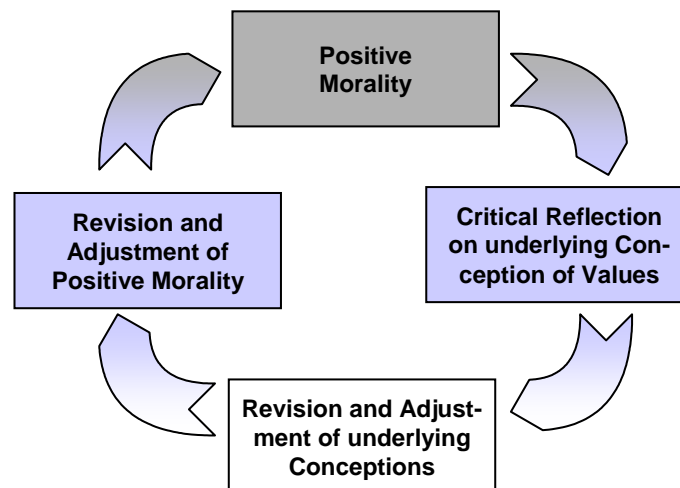 Positive
Morality
Critical Reflection
on underlying Con-
ception of Values
Revision and Adjust-
ment of underlying
Conceptions
Revision and
Adjustment of
Positive Morality